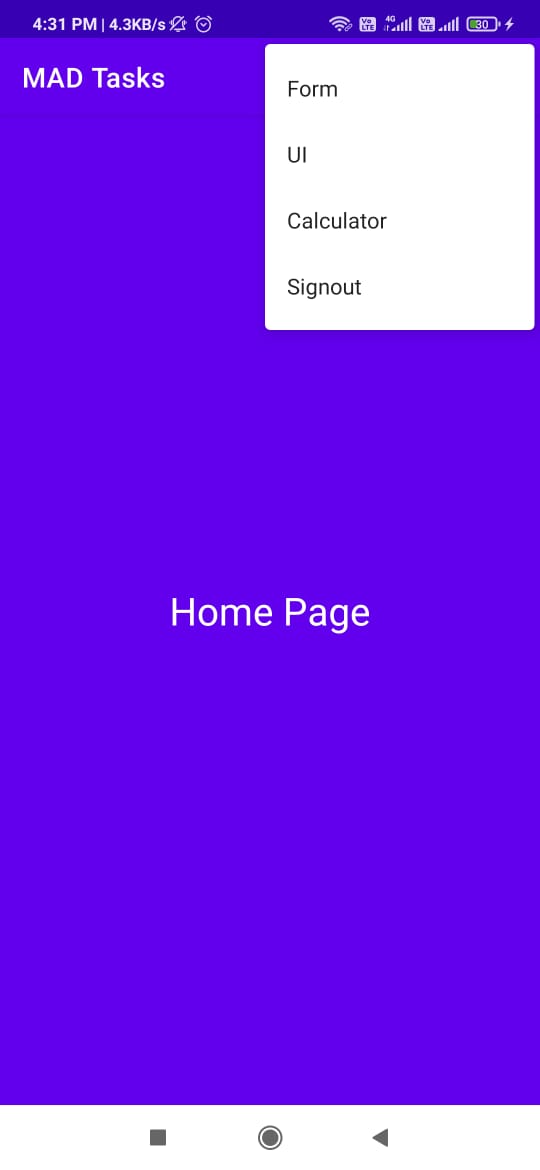 4:31 PM | 4.3KB/s Vo LTE 4G Vo LTE 30
MAD Tasks
Form
UI
Calculator
Signout
Home Page